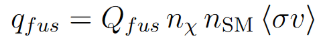 q_{fus} = Q_{fus} n_χ n_{SM} ⟨σv⟩